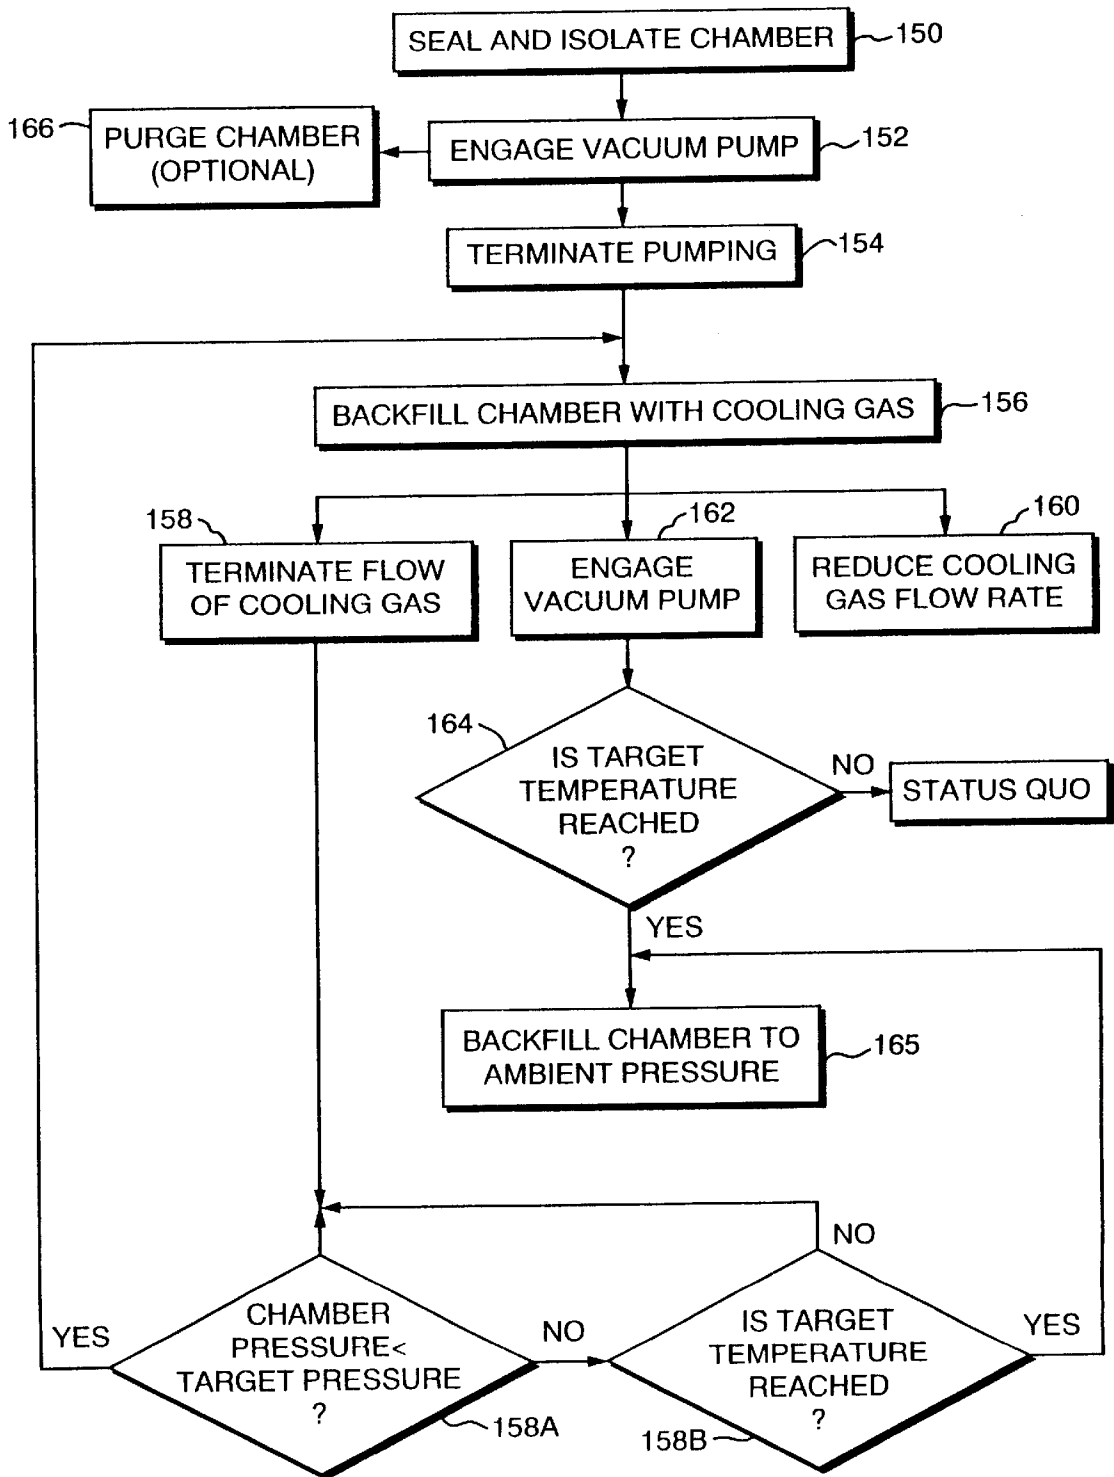 SEAL AND ISOLATE CHAMBER
150
166
PURGE CHAMBER
(OPTIONAL)
ENGAGE VACUUM PUMP
152
TERMINATE PUMPING
154
BACKFILL CHAMBER WITH COOLING GAS
156
158
TERMINATE FLOW
OF COOLING GAS
162
ENGAGE
VACUUM PUMP
160
REDUCE COOLING
GAS FLOW RATE
164
IS TARGET
TEMPERATURE
REACHED
?
NO
STATUS QUO
YES
BACKFILL CHAMBER TO
AMBIENT PRESSURE
165
NO
YES
CHAMBER
PRESSURE<
TARGET PRESSURE
?
158A
NO
IS TARGET
TEMPERATURE
REACHED
?
158B
YES